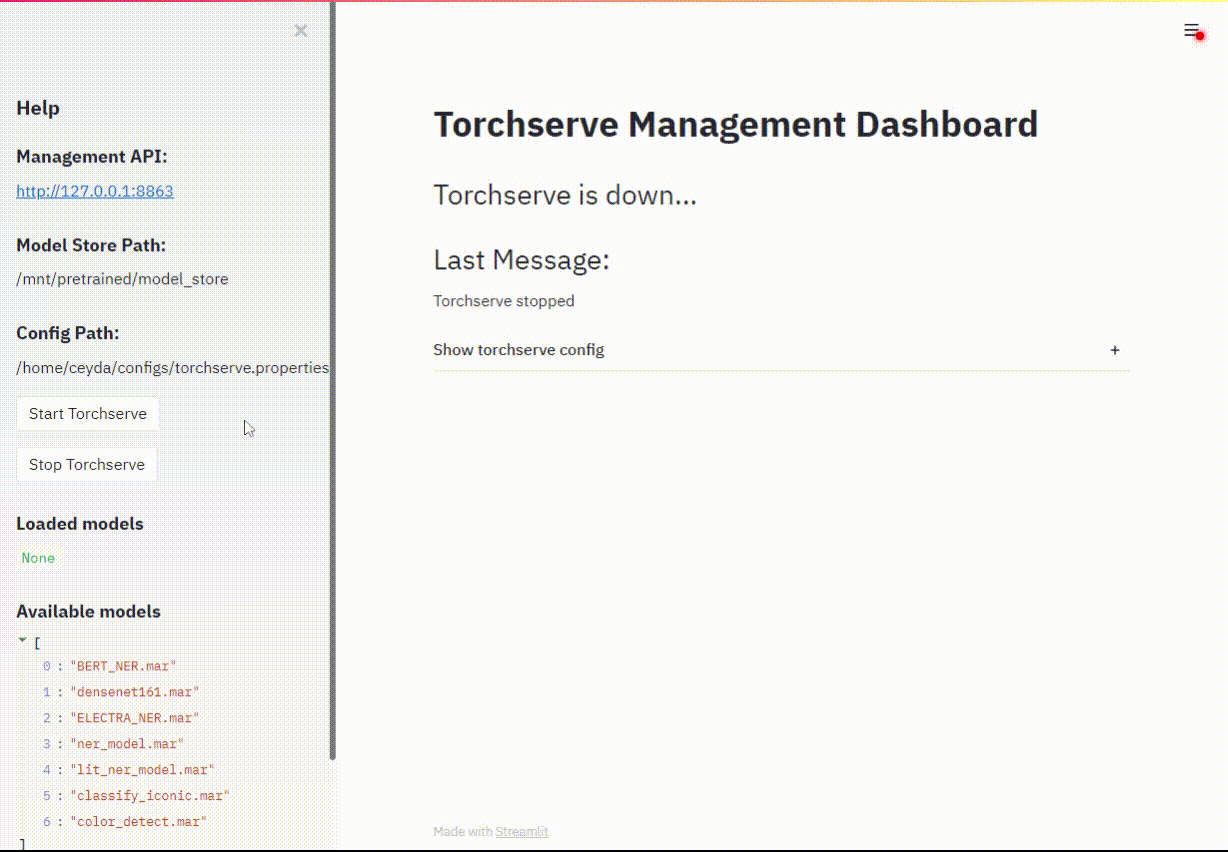 ×
Help
Management API:
http://127.0.0.1:8863
Model Store Path:
/mnt/pretrained/model_store
Config Path:
/home/ceyda/configs/torchserve.properties
Start Torchserve
Stop Torchserve
Loaded models
None
Available models
[
0 : "BERT_NER.mar"
1 : "densenet161.mar"
2 : "ELECTRA_NER.mar"
3 : "ner_model.mar"
4 : "lit_ner_model.mar"
5 : "classify_iconic.mar"
6 : "color_detect.mar"
]
Torchserve Management Dashboard
Torchserve is down...
Last Message:
Torchserve stopped
Show torchserve config +
Made with Streamlit